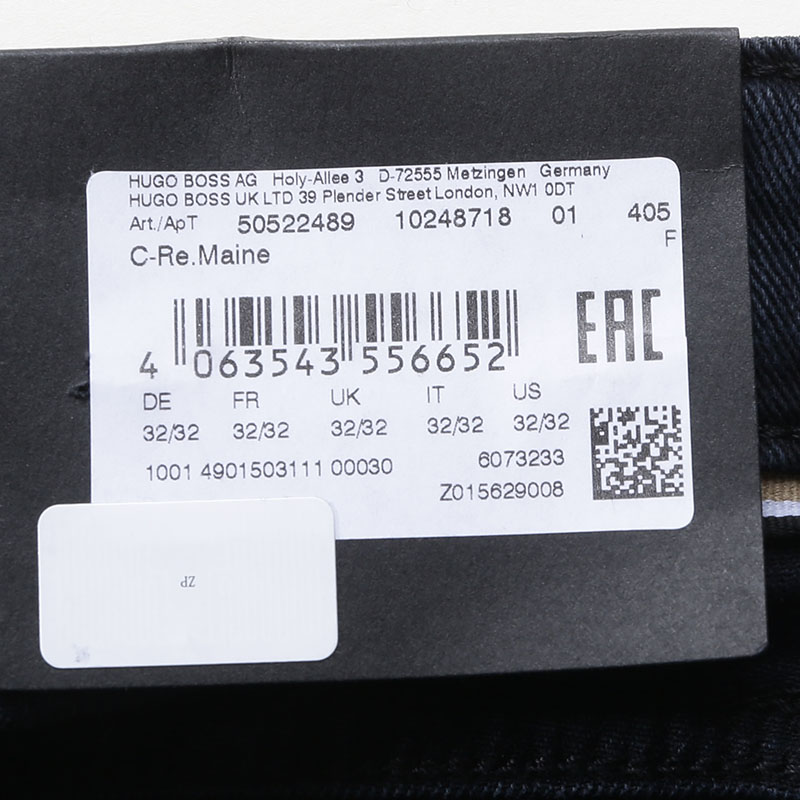 HUGO BOSS AG Holy-Allee 3 D-72555 Metzingen Germany
HUGO BOSS UK LTD 39 Plender Street London, NW1 0DT
Art./ApT 50522489 10248718 01 405
F
C-Re.Maine
EAC
4 063543 556652
DE FR UK IT US
32/32 32/32 32/32 32/32 32/32
1001 4901503111 00030 6073233
Z015629008
ZP